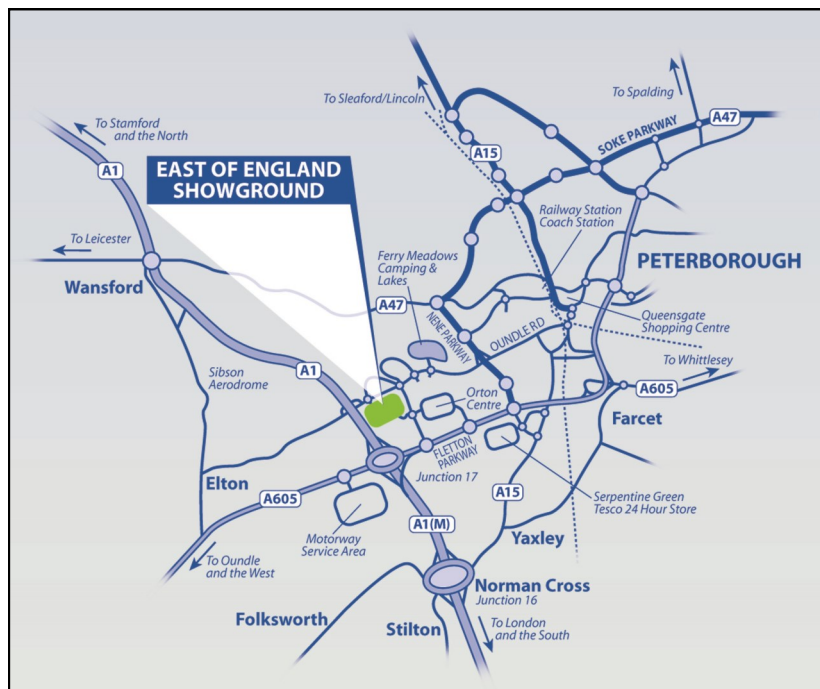 To Sleaford/Lincoln
To Spalding
To Stamford
and the North
A47
SOKE PARKWAY
A15
A1
EAST OF ENGLAND
SHOWGROUND
Railway Station
Coach Station
To Leicester
Ferry Meadows
Camping &
Lakes
PETERBOROUGH
Wansford
A47
NENE PARKWAY
OUNDLE RD
Queensgate
Shopping Centre
To Whittlesey
Sibson
Aerodrome
A1
A605
Orton
Centre
Farcet
FLETTON
PARKWAY
Elton
Junction 17
A605
A15
Serpentine Green
Tesco 24 Hour Store
A1(M)
Motorway
Service Area
Yaxley
To Oundle
and the West
Norman Cross
Junction 16
Folksworth
Stilton
To London
and the South